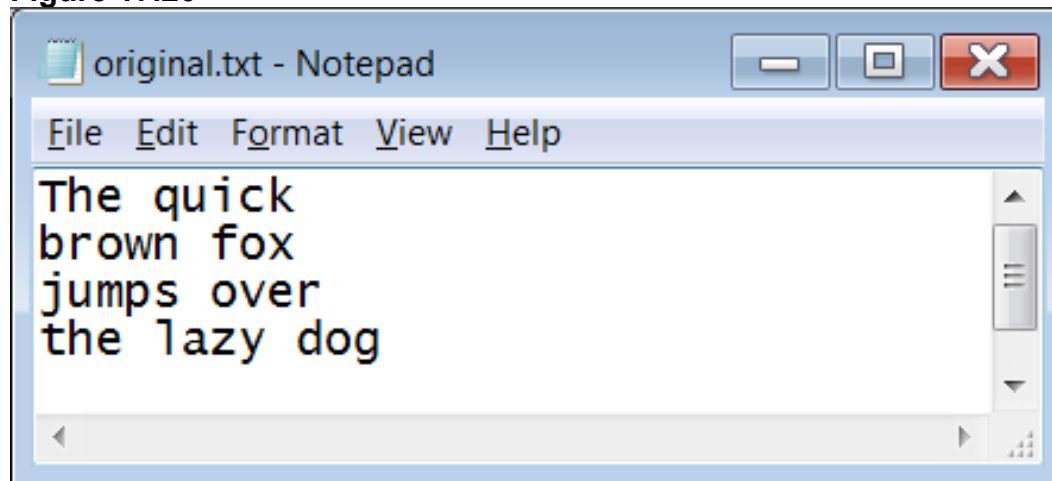 original.txt - Notepad
File Edit Format View Help
The quick
brown fox
jumps over
the lazy dog